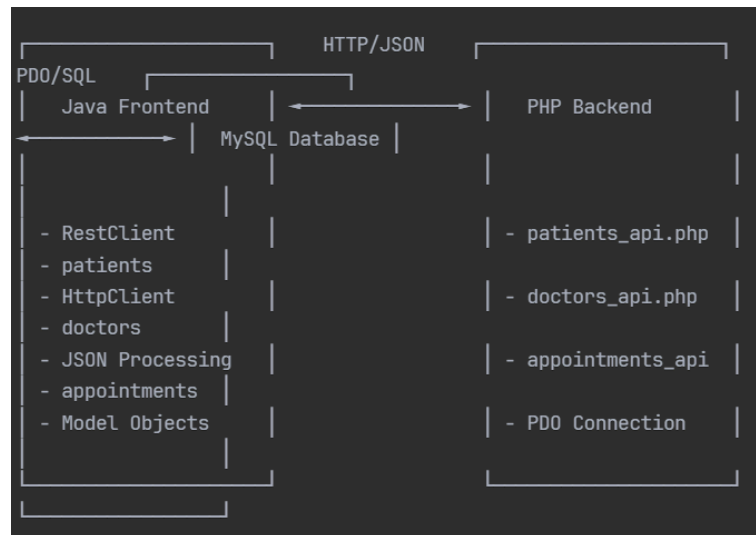 HTTP/JSON
PDO/SQL
Java Frontend PHP Backend
MySQL Database
- RestClient - patients_api.php
- patients
- HttpClient - doctors_api.php
- doctors
- JSON Processing - appointments_api
- appointments
- Model Objects - PDO Connection